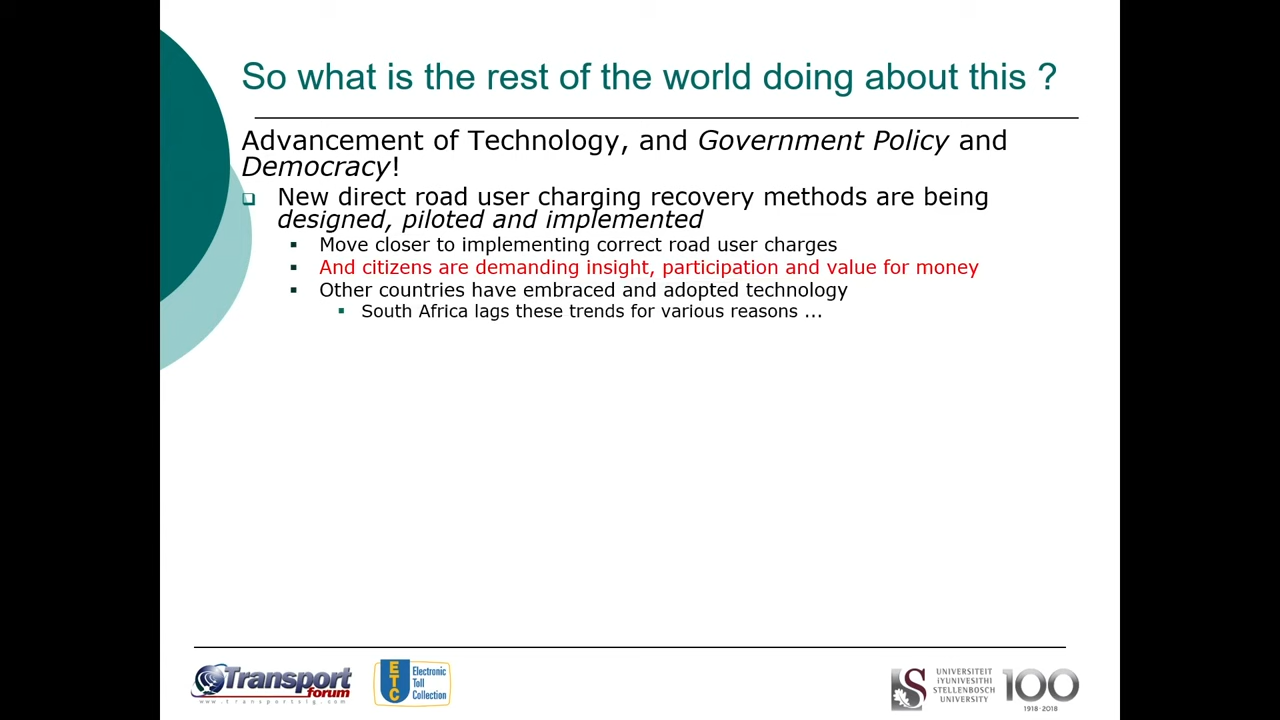 So what is the rest of the world doing about this ?
Advancement of Technology, and Government Policy and
Democracy!
New direct road user charging recovery methods are being
designed, piloted and implemented
Move closer to implementing correct road user charges
And citizens are demanding insight, participation and value for money
Other countries have embraced and adopted technology
South Africa lags these trends for various reasons ...
Transport
forum
www.transportsig.com
ETC
Electronic
Toll
Collection
UNIVERSITEIT
iYUNIVESITHI
STELLENBOSCH
UNIVERSITY
100
1918·2018